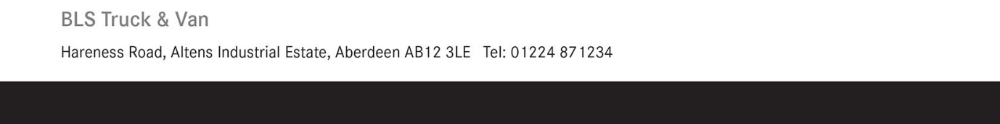 BLS Truck & Van
Hareness Road, Altens Industrial Estate, Aberdeen AB12 3LE Tel: 01224 871234